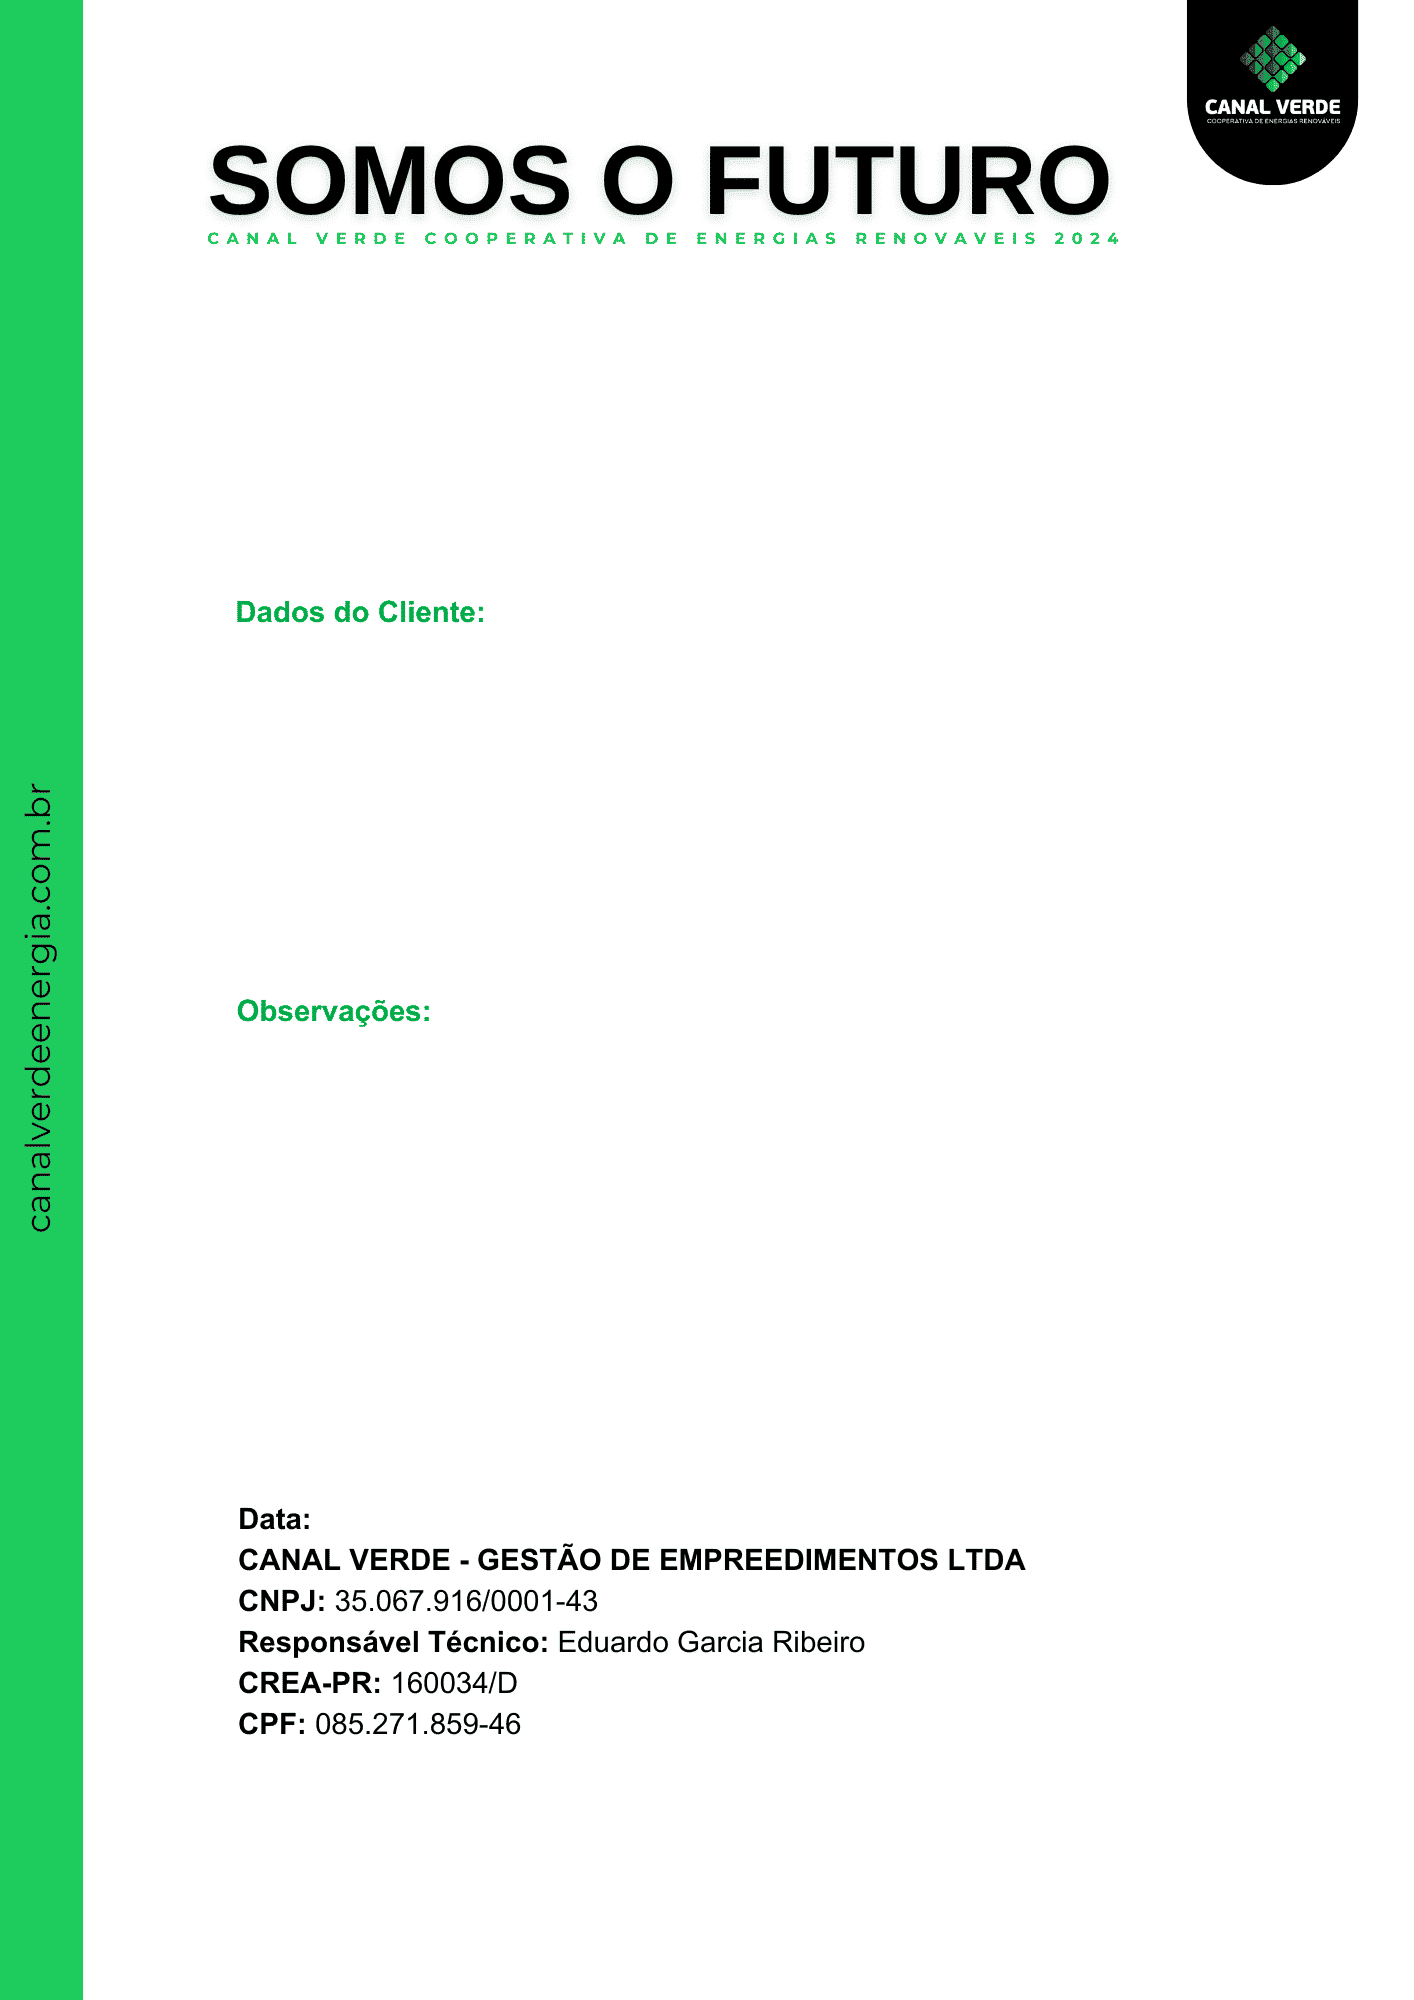 CANAL VERDE
COOPERATIVA DE ENERGIAS RENOVÁVEIS
SOMOS O FUTURO
CANAL VERDE COOPERATIVA DE ENERGIAS RENOVAVEIS 2024
Dados do Cliente:
canalverdeenergia.com.br
Observações:
Data:
CANAL VERDE - GESTÃO DE EMPREEDIMENTOS LTDA
CNPJ: 35.067.916/0001-43
Responsável Técnico: Eduardo Garcia Ribeiro
CREA-PR: 160034/D
CPF: 085.271.859-46